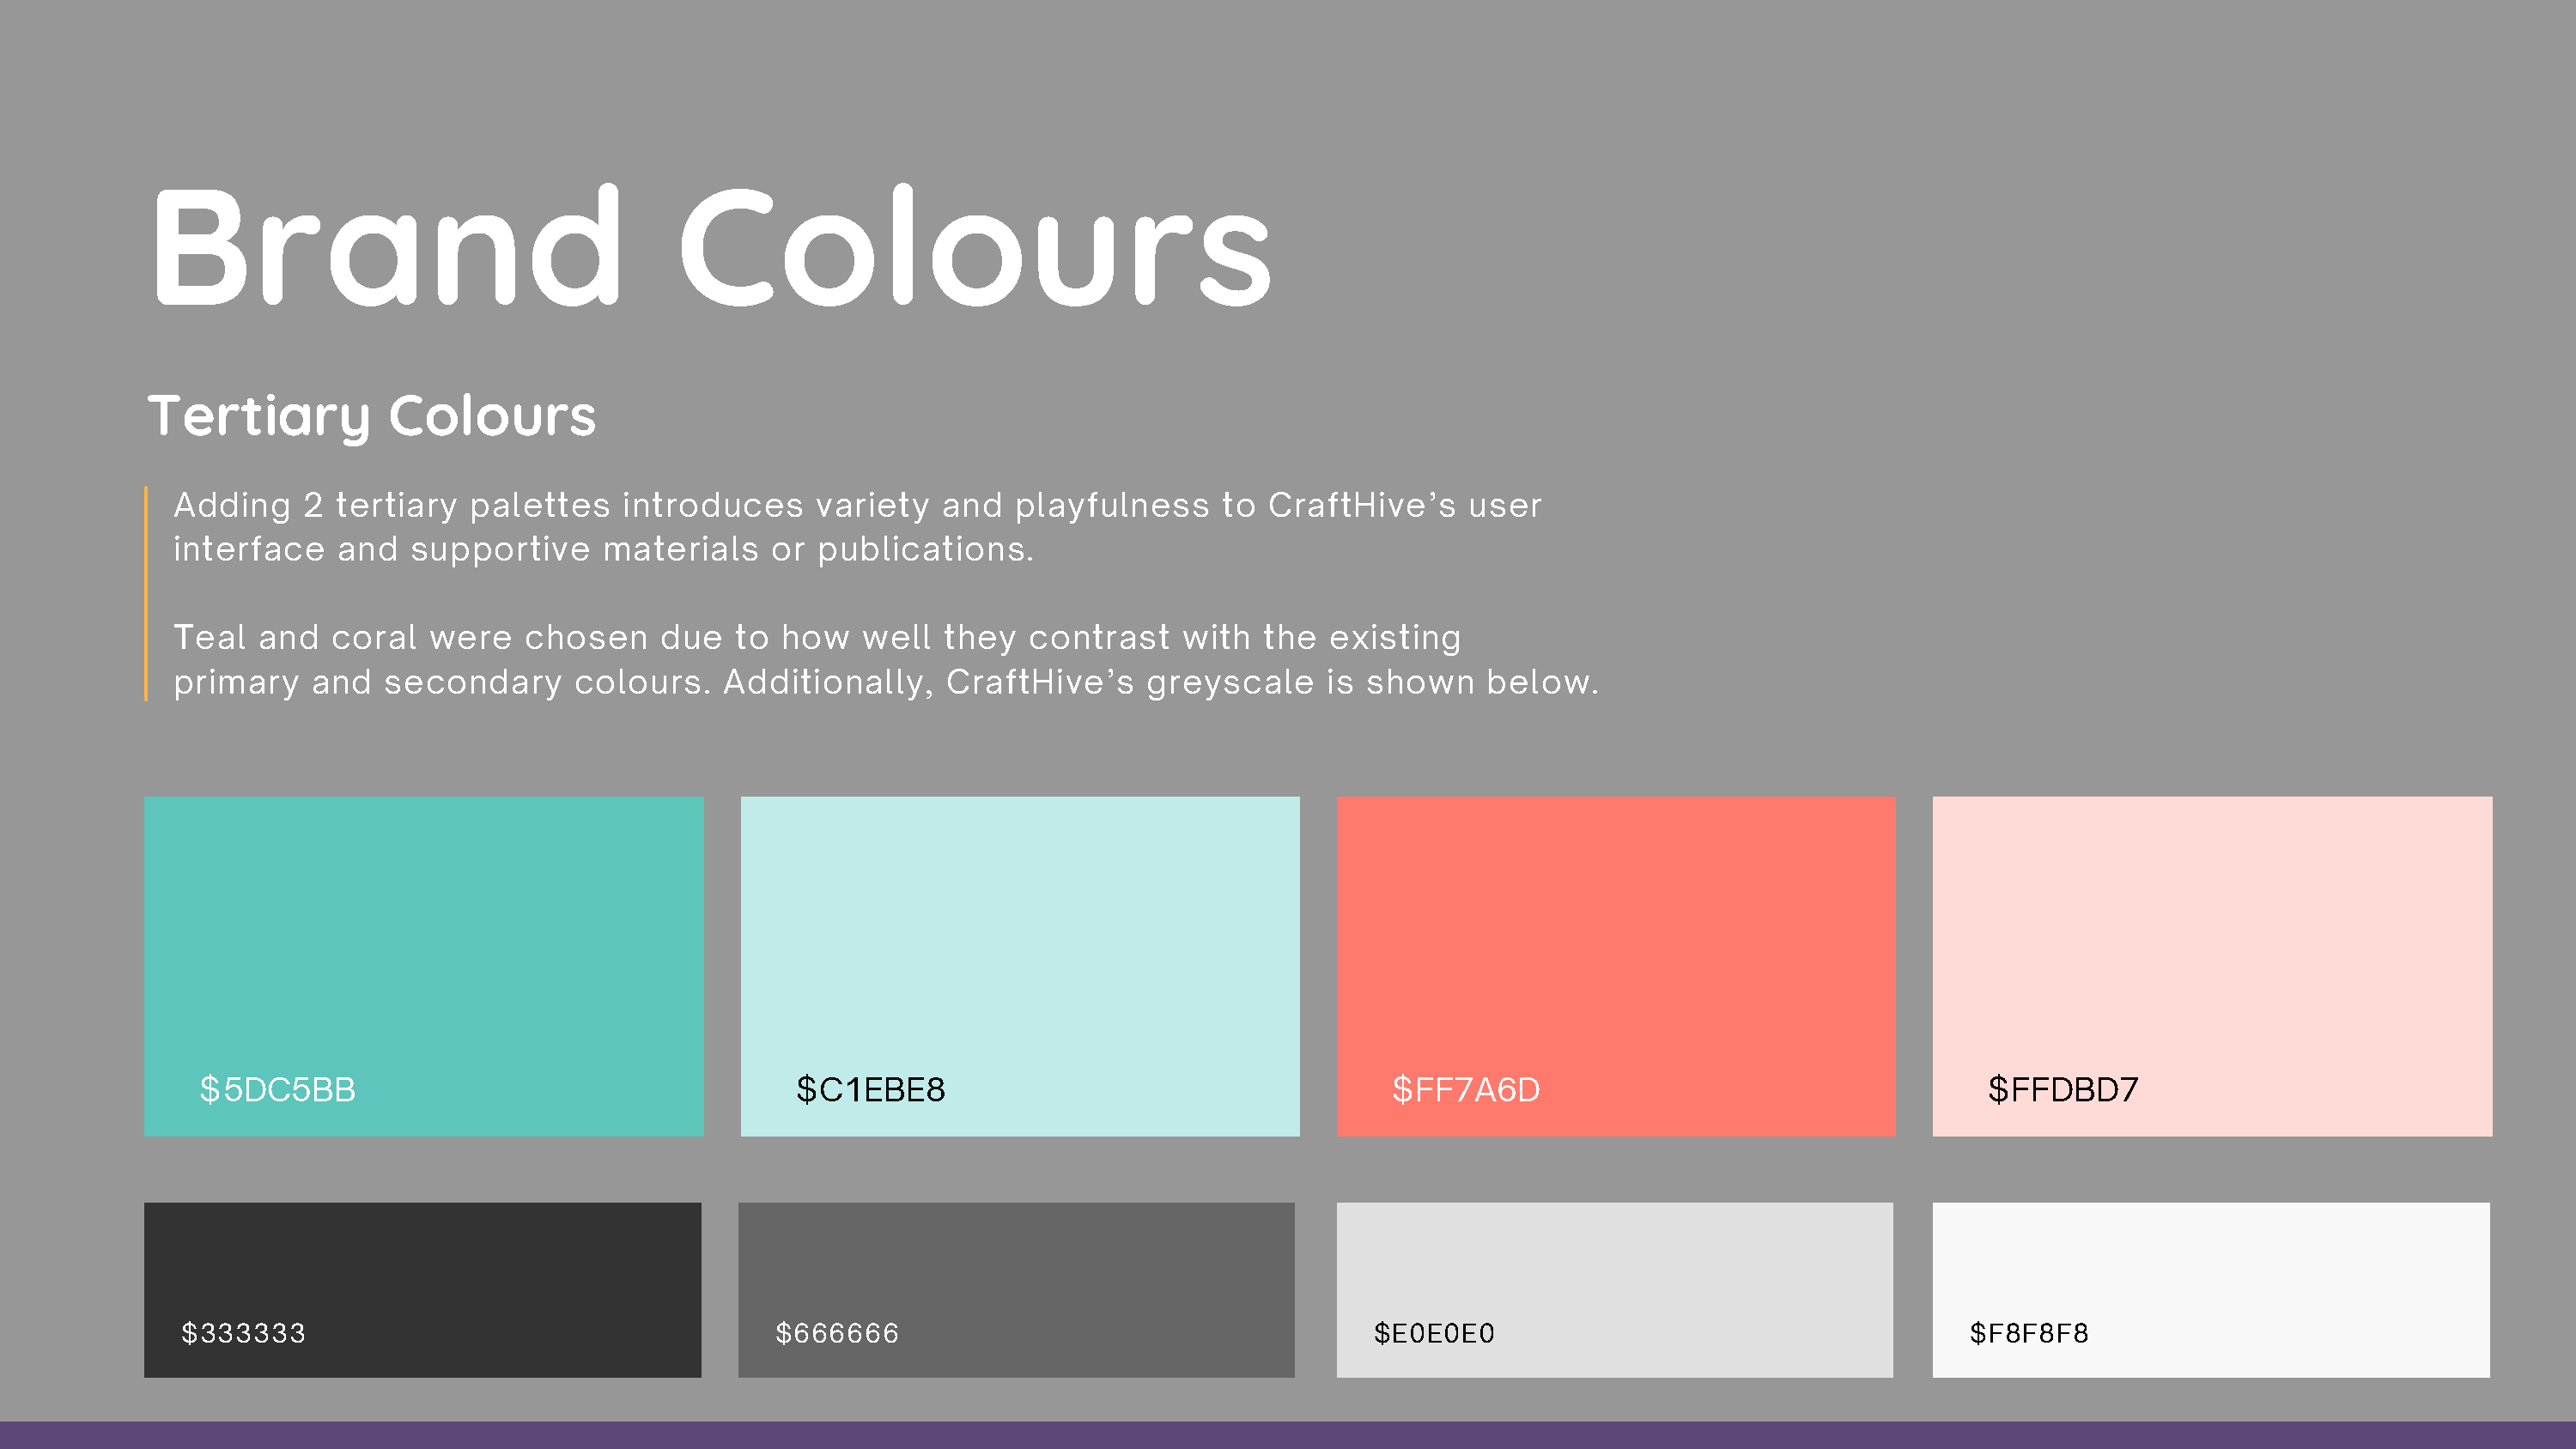 Brand Colours
Tertiary Colours
Adding 2 tertiary palettes introduces variety and playfulness to CraftHive’s user
interface and supportive materials or publications.
Teal and coral were chosen due to how well they contrast with the existing
primary and secondary colours. Additionally, CraftHive’s greyscale is shown below.
$5DC5BB
$C1EBE8
$FF7A6D
$FFDBD7
$333333
$666666
$E0E0E0
$F8F8F8